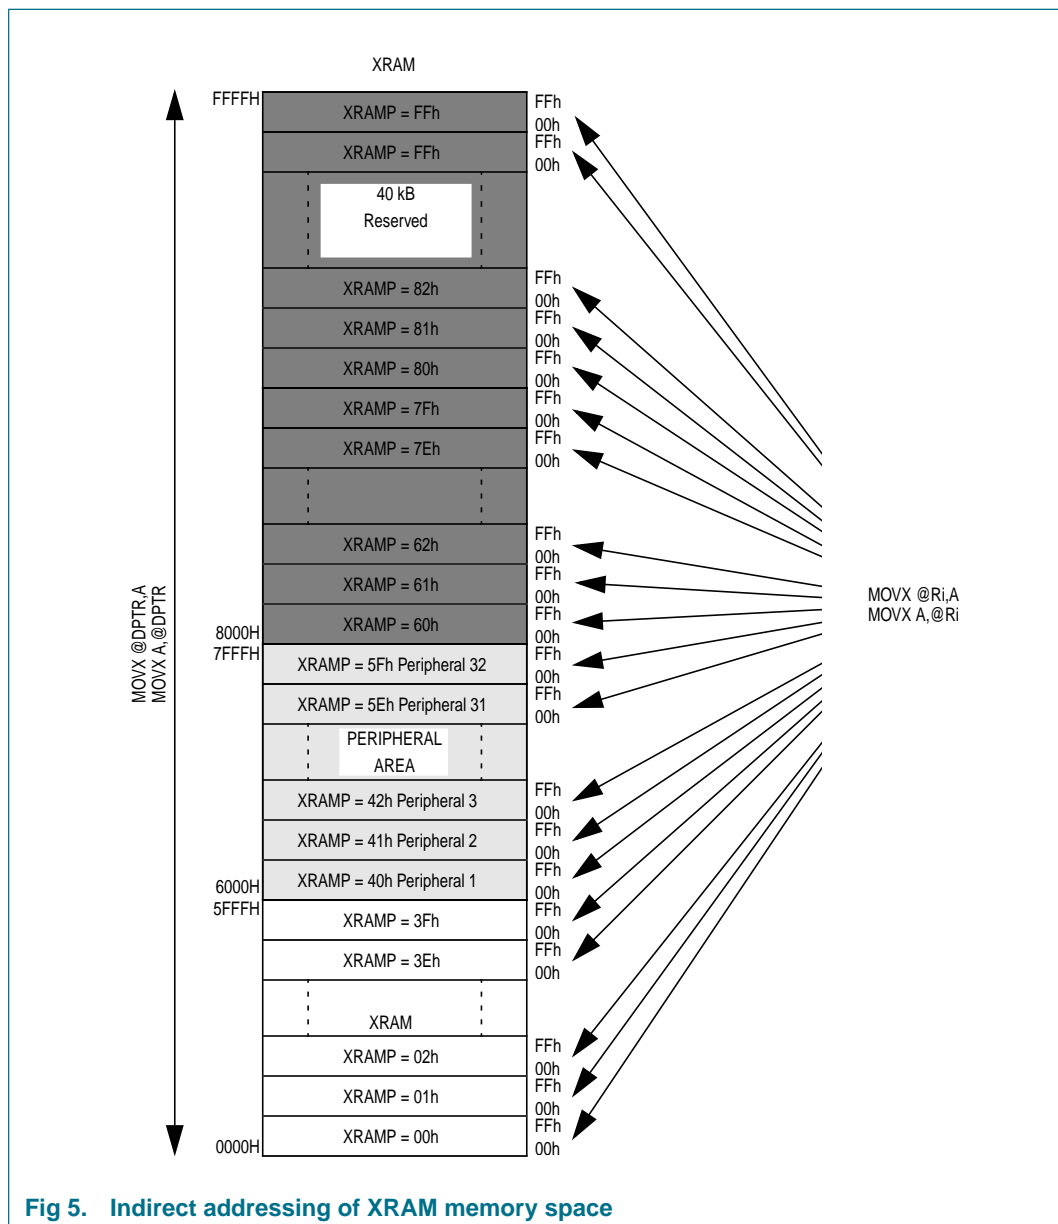 XRAM
FFFFH
XRAMP = FFh
FFh
00h
XRAMP = FFh
FFh
00h
40 kB
Reserved
XRAMP = 82h
FFh
00h
XRAMP = 81h
FFh
00h
XRAMP = 80h
FFh
00h
XRAMP = 7Fh
FFh
00h
XRAMP = 7Eh
FFh
00h
XRAMP = 62h
FFh
00h
XRAMP = 61h
FFh
00h
XRAMP = 60h
FFh
00h
8000H
7FFFH
XRAMP = 5Fh Peripheral 32
FFh
00h
XRAMP = 5Eh Peripheral 31
FFh
00h
PERIPHERAL
AREA
XRAMP = 42h Peripheral 3
FFh
00h
XRAMP = 41h Peripheral 2
FFh
00h
XRAMP = 40h Peripheral 1
FFh
00h
6000H
5FFFH
XRAMP = 3Fh
FFh
00h
XRAMP = 3Eh
FFh
00h
XRAM
XRAMP = 02h
FFh
00h
XRAMP = 01h
FFh
00h
XRAMP = 00h
FFh
00h
0000H
MOVX @DPTR,A
MOVX A,@DPTR
MOVX @Ri,A
MOVX A,@Ri
Fig 5. Indirect addressing of XRAM memory space